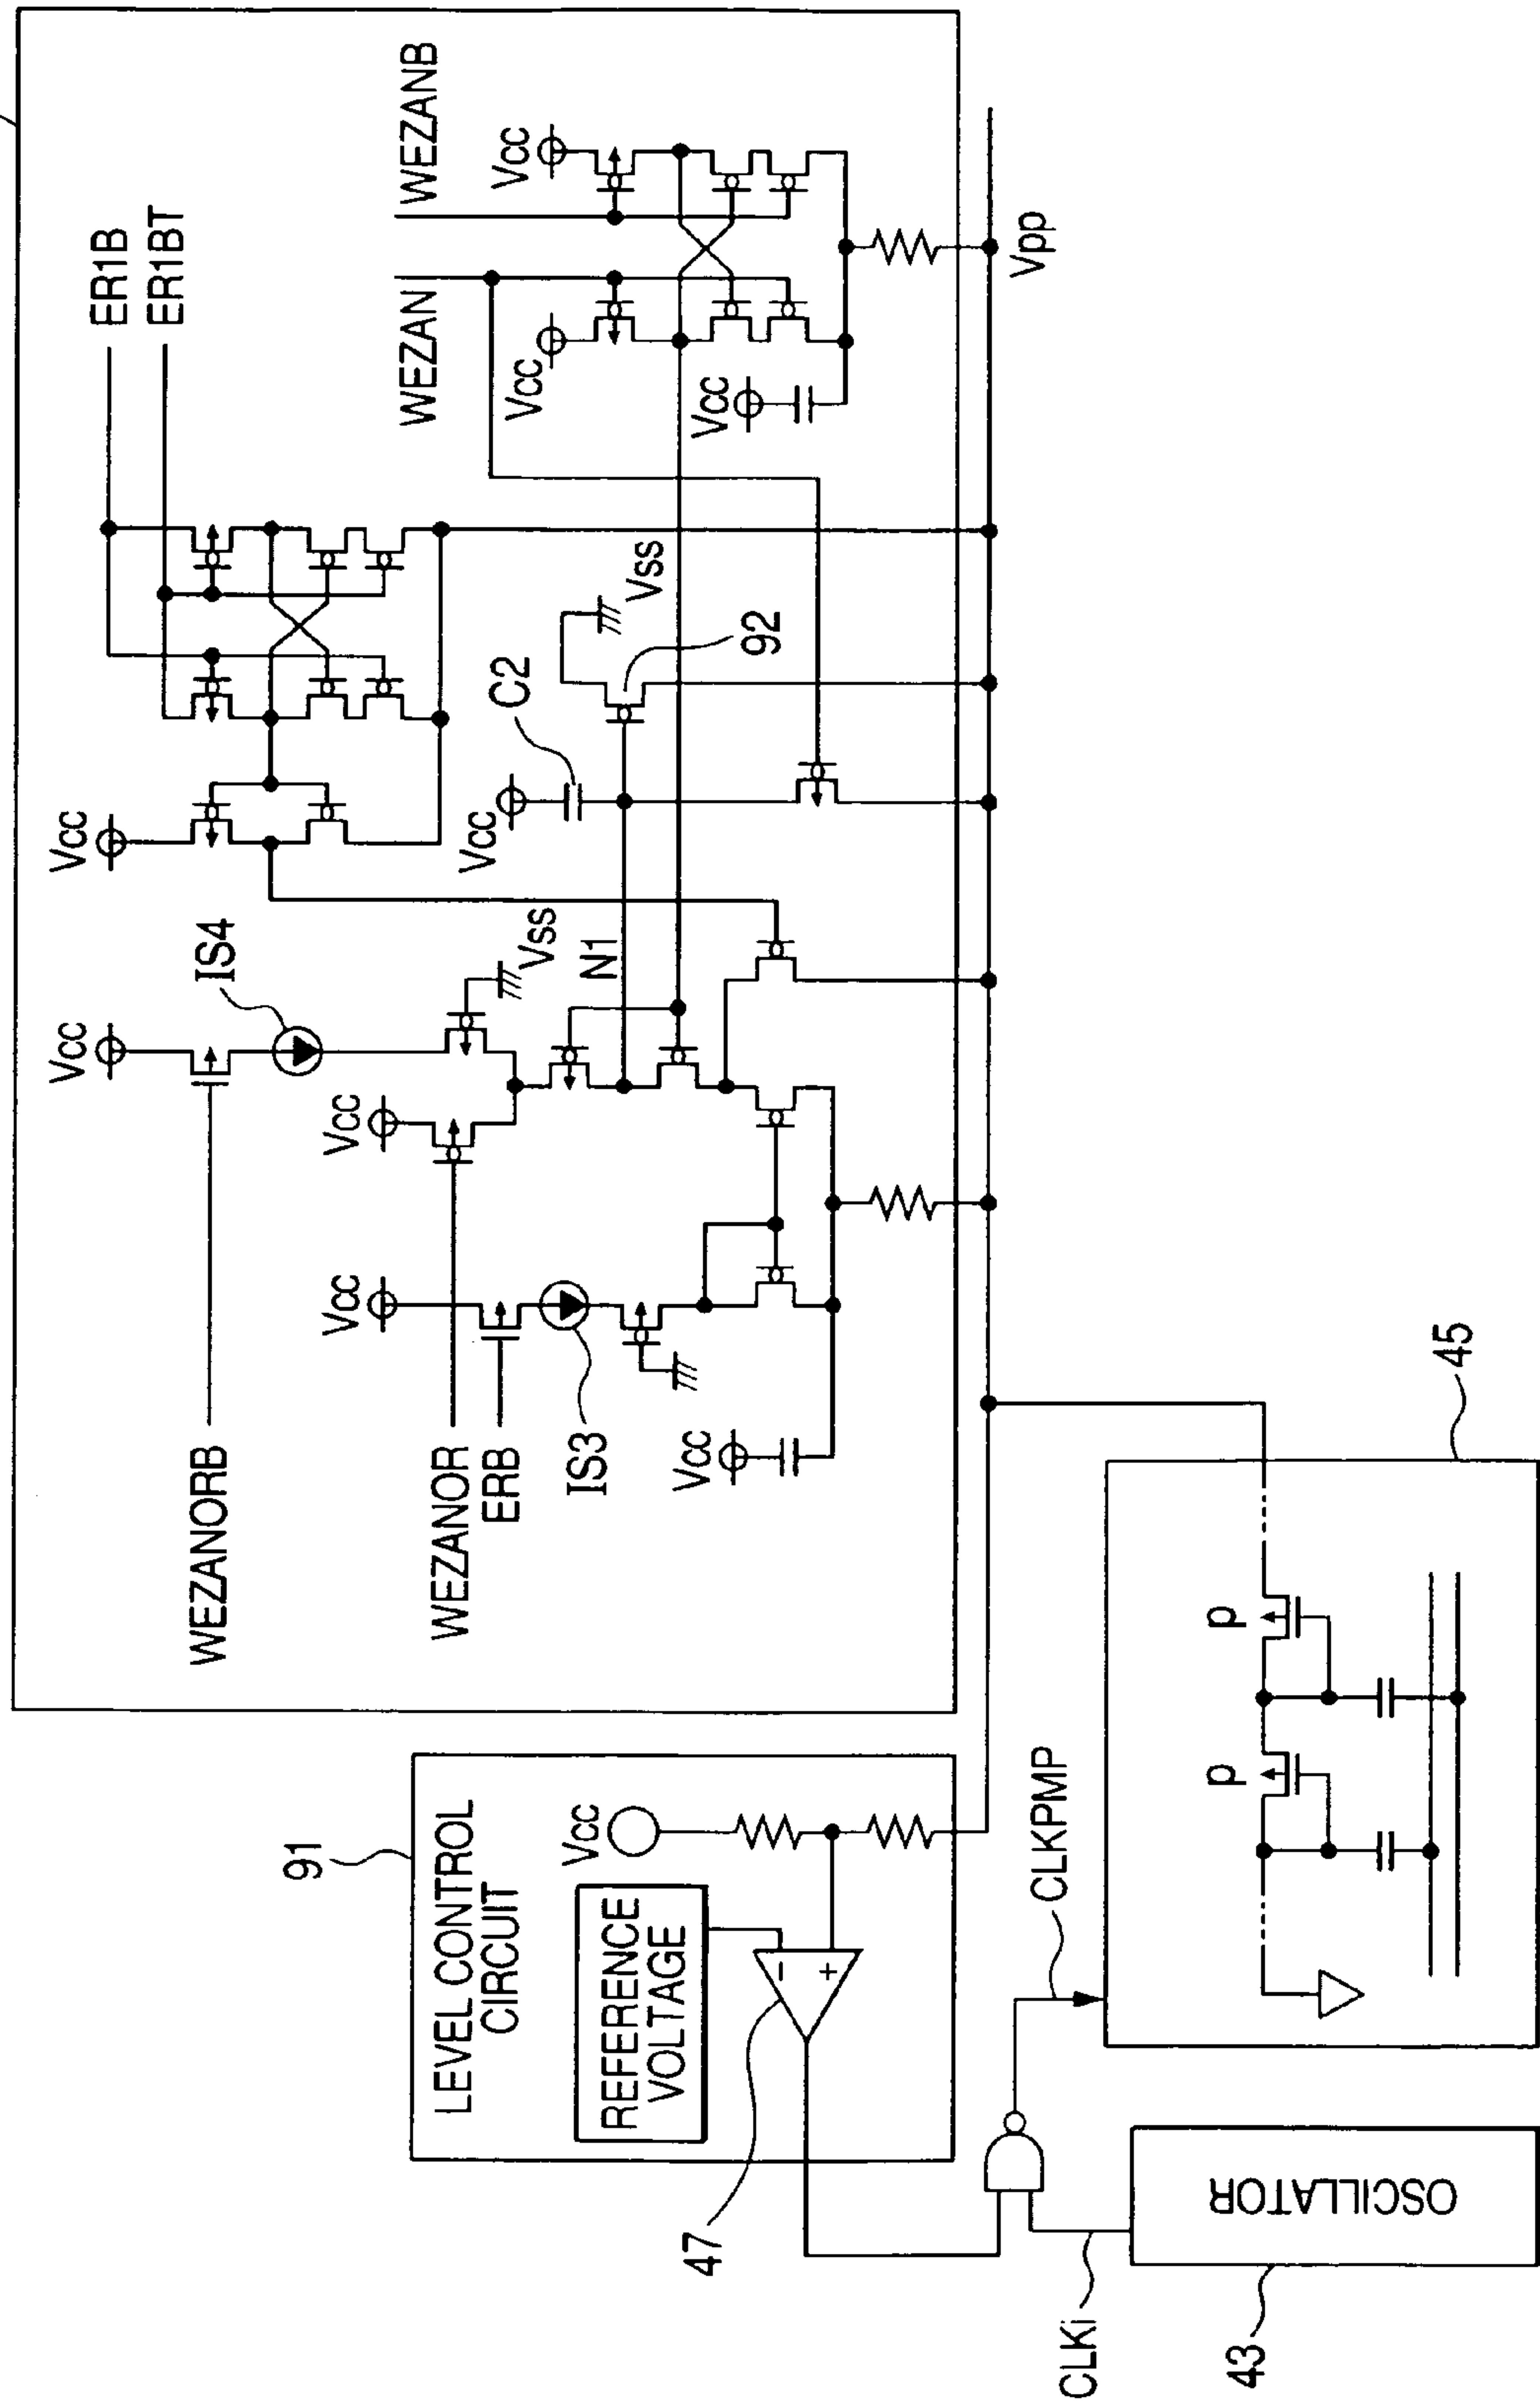 ER1B
ER1BT
WEZANB
WEZAN
Vcc
Vcc
Vcc
Vcc
Vcc
C2
Vss
92
Vpp
Vcc
IS4
Vss
N1
Vcc
Vcc
WEZANORB
WEZANOR
ERB
IS3
Vcc
91
LEVEL CONTROL
CIRCUIT
Vcc
REFERENCE
VOLTAGE
-
+
47
CLKPMP
45
p
p
CLKi
OSCILLATOR
43